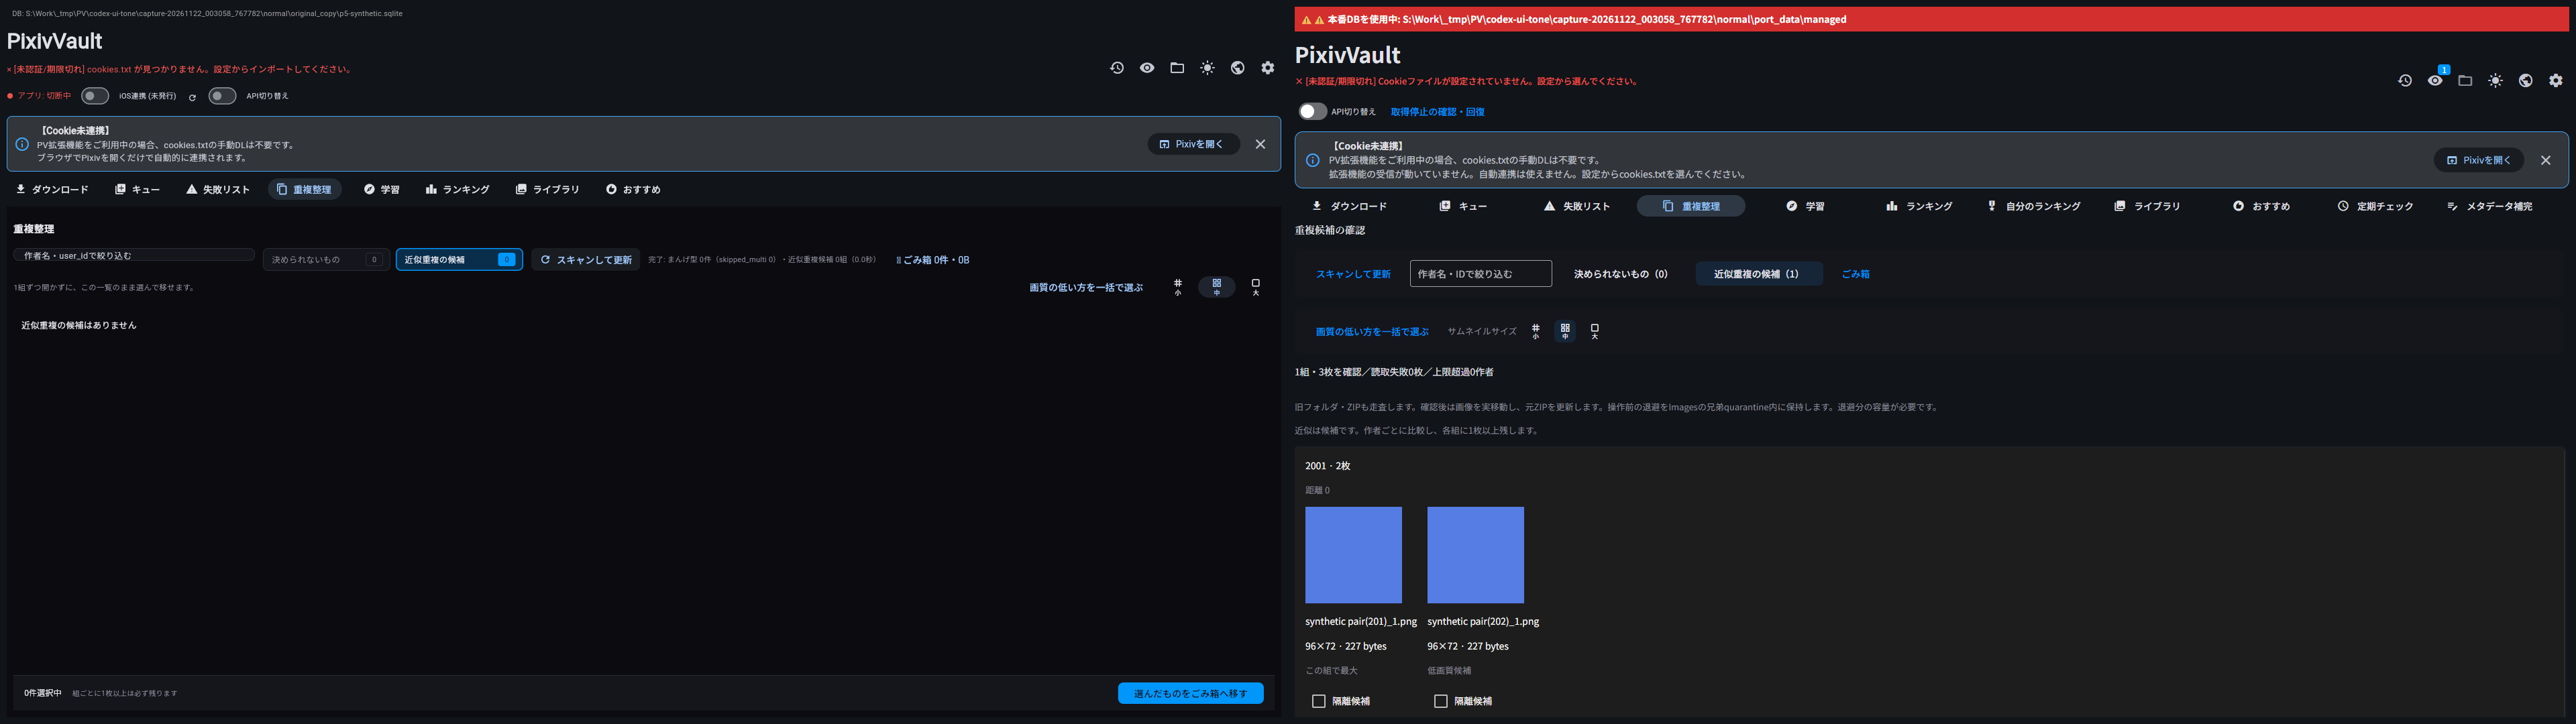 DB: S:\Work\_tmp\PV\codex-ui-tone\capture-20261122_003058_767782\normal\original_copy\p5-synthetic.sqlite
PixivVault
× [未認証/期限切れ] cookies.txt が見つかりません。設定からインポートしてください。
アプリ: 切断中
iOS連携 (未発行)
API切り替え
【Cookie未連携】
PV拡張機能をご利用中の場合、cookies.txtの手動DLは不要です。
ブラウザでPixivを開くだけで自動的に連携されます。
Pixivを開く
ダウンロード
キュー
失敗リスト
重複整理
学習
ランキング
ライブラリ
おすすめ
重複整理
作者名・user_idで絞り込む
決められないもの 0
近似重複の候補 0
スキャンして更新
完了: まんげ型 0件（skipped_multi 0）・近似重複候補 0組（0.0秒）
ごみ箱 0件・0B
1組ずつ開かずに、この一覧のまま選んで移せます。
画質の低い方を一括で選ぶ
小
中
大
近似重複の候補はありません
0件選択中
組ごとに1枚以上は必ず残ります
選んだものをごみ箱へ移す
本番DBを使用中: S:\Work\_tmp\PV\codex-ui-tone\capture-20261122_003058_767782\normal\port_data\managed
PixivVault
× [未認証/期限切れ] Cookieファイルが設定されていません。設定から選んでください。
1
API切り替え
取得停止の確認・回復
【Cookie未連携】
PV拡張機能をご利用中の場合、cookies.txtの手動DLは不要です。
拡張機能の受信が動いていません。自動連携は使えません。設定からcookies.txtを選んでください。
Pixivを開く
ダウンロード
キュー
失敗リスト
重複整理
学習
ランキング
自分のランキング
ライブラリ
おすすめ
定期チェック
メタデータ補完
重複候補の確認
スキャンして更新
作者名・IDで絞り込む
決められないもの（0）
近似重複の候補（1）
ごみ箱
画質の低い方を一括で選ぶ
サムネイルサイズ
小
中
大
1組・3枚を確認／読取失敗0枚／上限超過0作者
旧フォルダ・ZIPも走査します。確認後は画像を実移動し、元ZIPを更新します。操作前の退避をImagesの兄弟quarantine内に保持します。退避分の容量が必要です。
近似は候補です。作者ごとに比較し、各組に1枚以上残します。
2001・2枚
距離 0
synthetic pair(201)_1.png
synthetic pair(202)_1.png
96×72・227 bytes
96×72・227 bytes
この組で最大
低画質候補
隔離候補
隔離候補